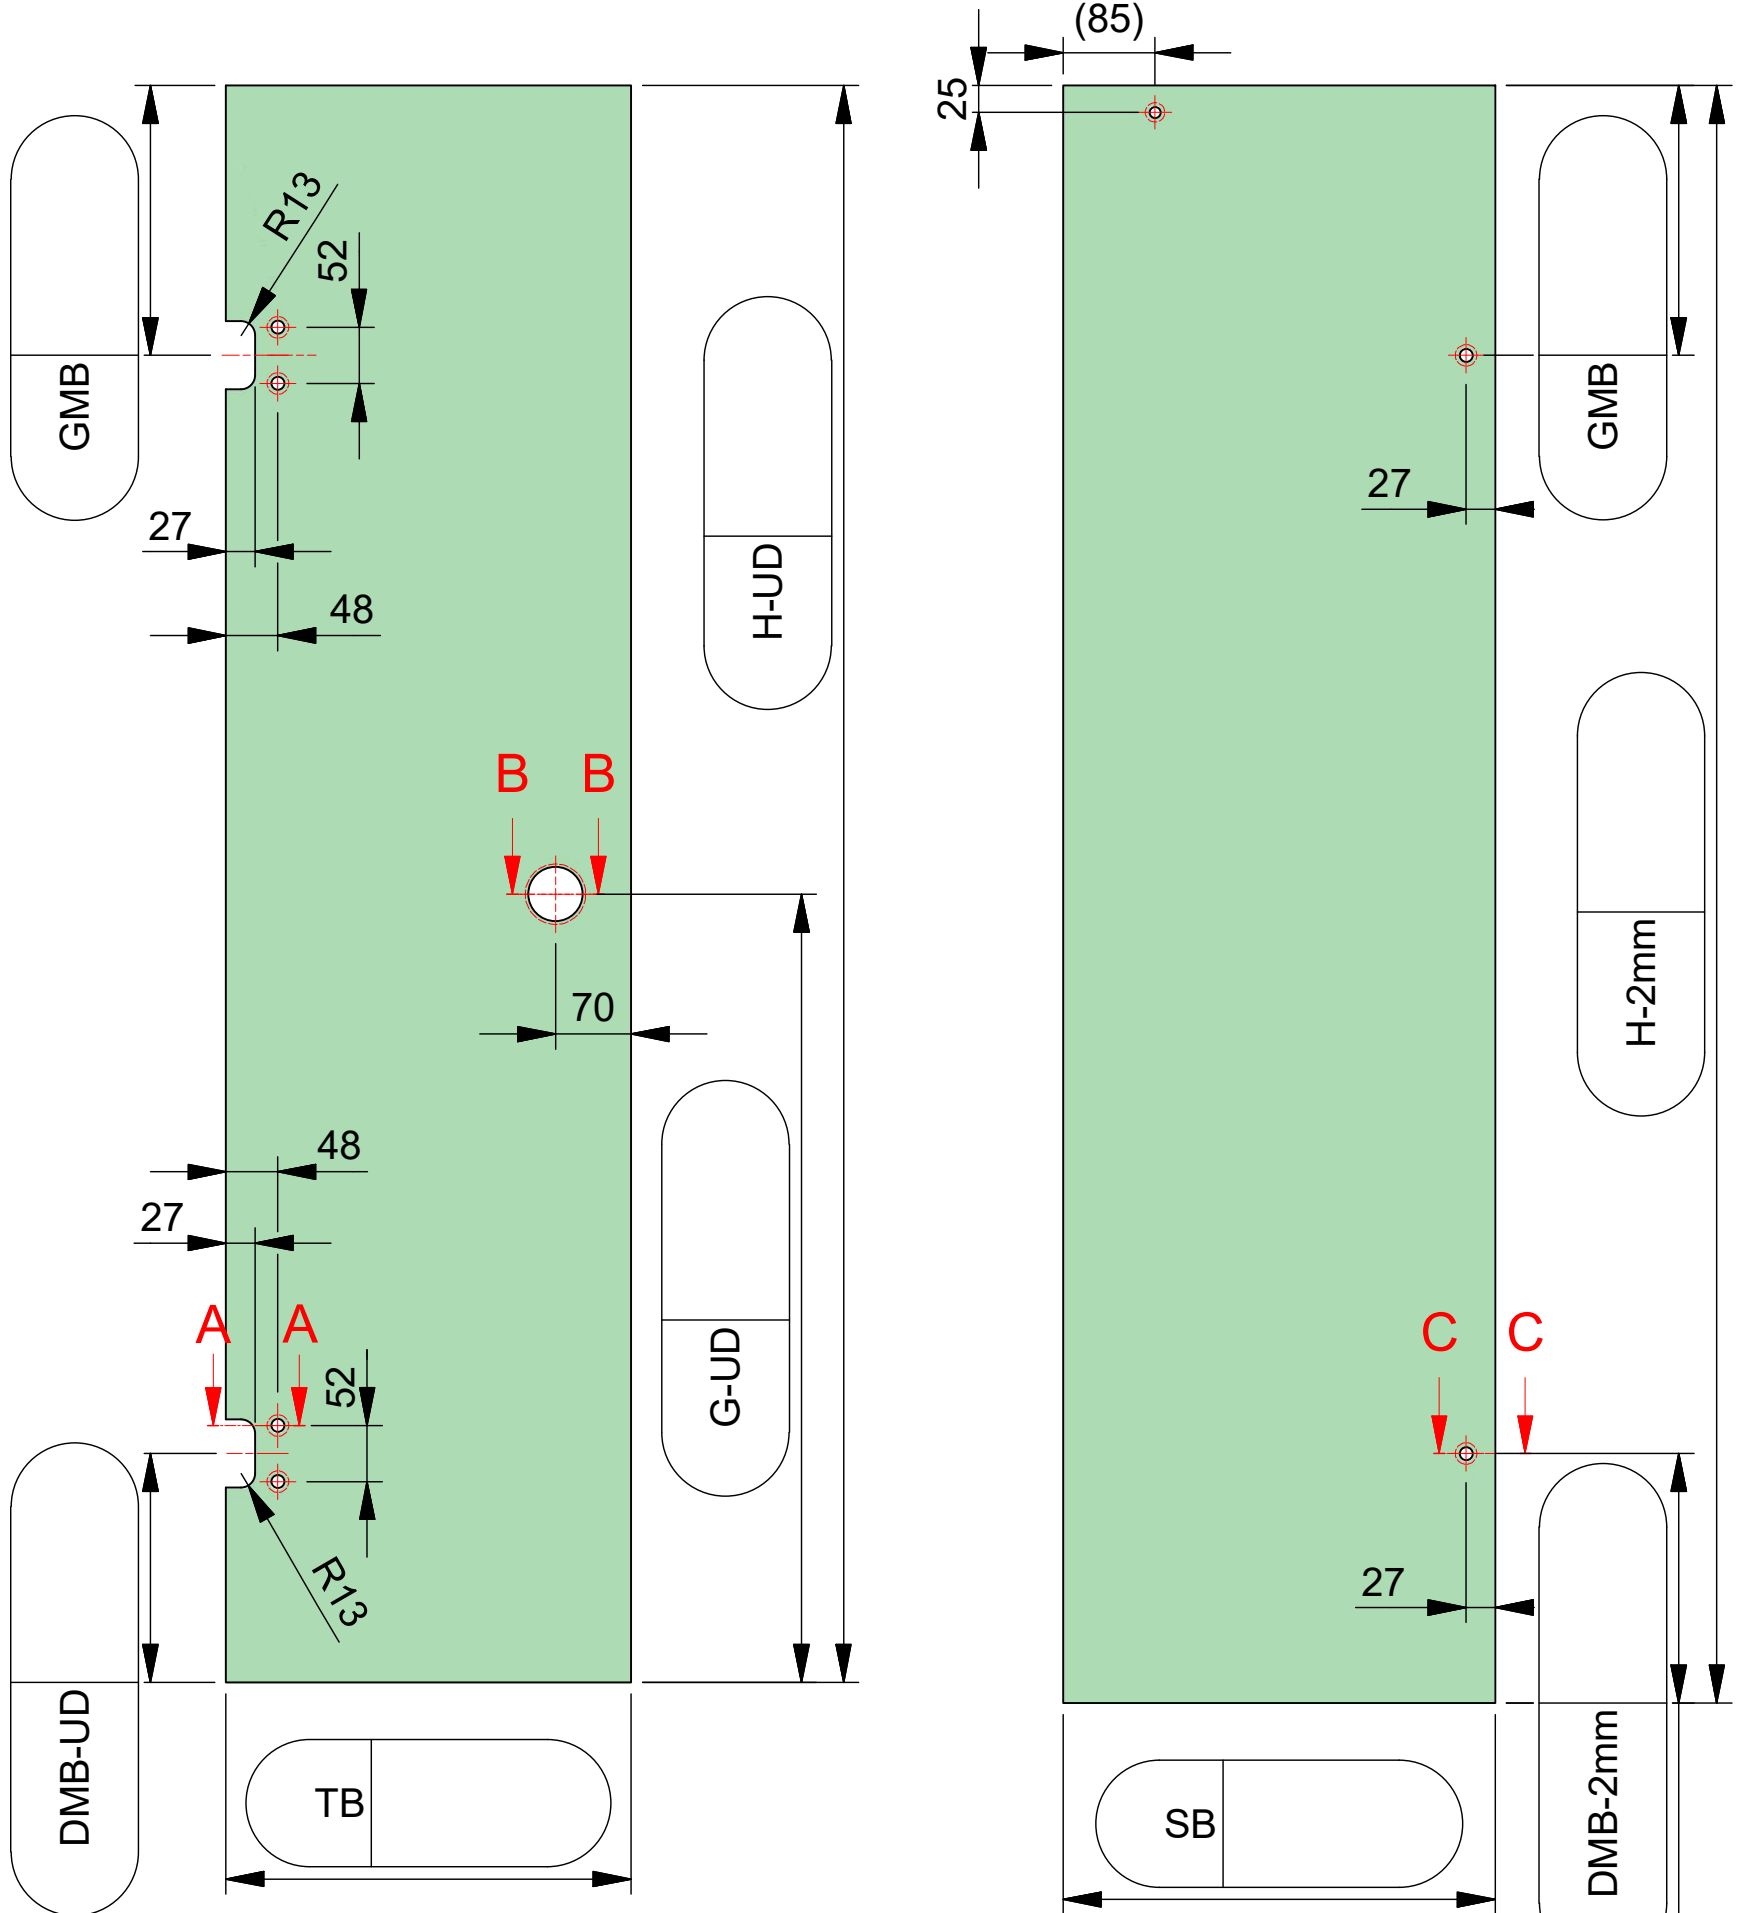 (85)
25
R13
52
GMB
GMB
27
27
48
H-UD
B B
H-2mm
70
48
27
A A
52
C C
G-UD
R13
27
DMB-UD
TB
SB
DMB-2mm